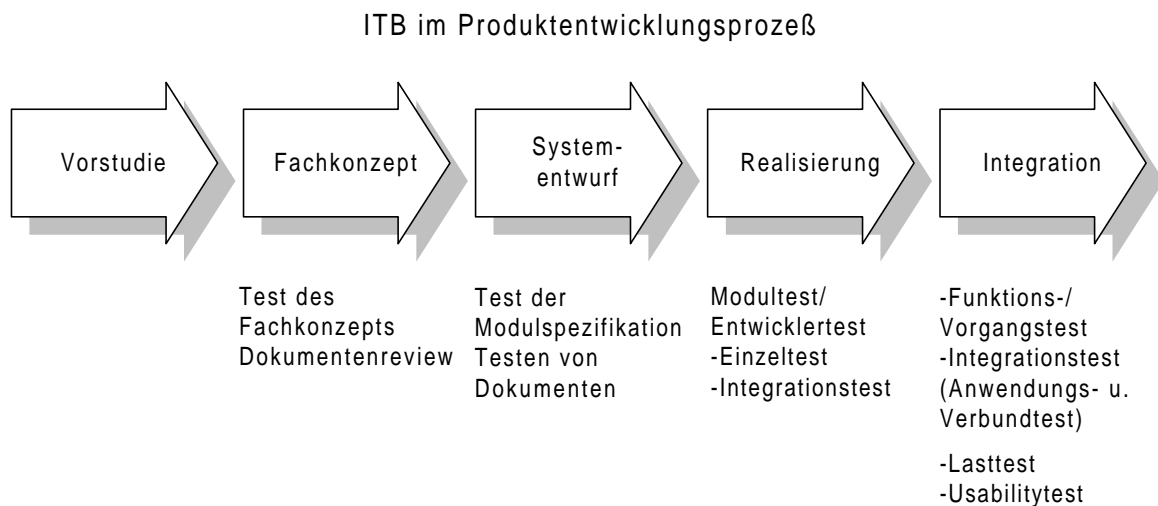 ITB im Produktentwicklungsprozeß
Vorstudie
Fachkonzept
System-
entwurf
Realisierung
Integration
Test des
Fachkonzepts
Dokumentenreview
Test der
Modulspezifikation
Testen von
Dokumenten
Modultest/
Entwicklertest
-Einzeltest
-Integrationstest
-Funktions-/
Vorgangstest
-Integrationstest
(Anwendungs- u.
Verbundtest)
-Lasttest
-Usabilitytest